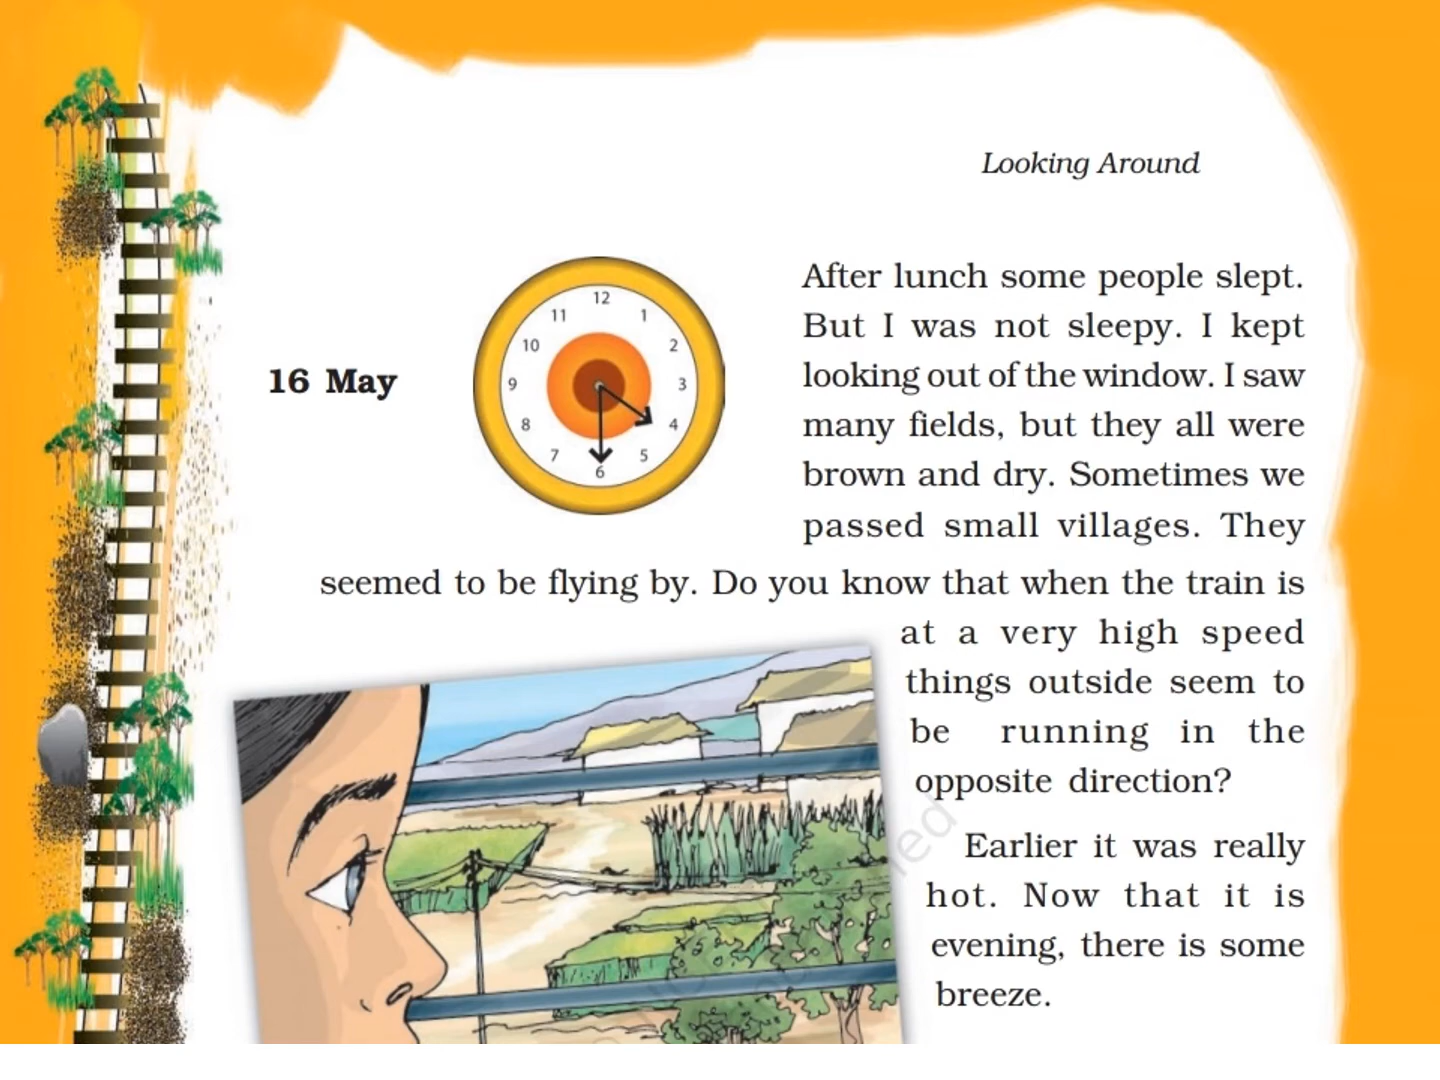 Looking Around
16 May
12
11
1
10
2
9
3
8
4
7
5
6
After lunch some people slept.
But I was not sleepy. I kept
looking out of the window. I saw
many fields, but they all were
brown and dry. Sometimes we
passed small villages. They
seemed to be flying by. Do you know that when the train is
at a very high speed
things outside seem to
be running in the
opposite direction?
Earlier it was really
hot. Now that it is
evening, there is some
breeze.